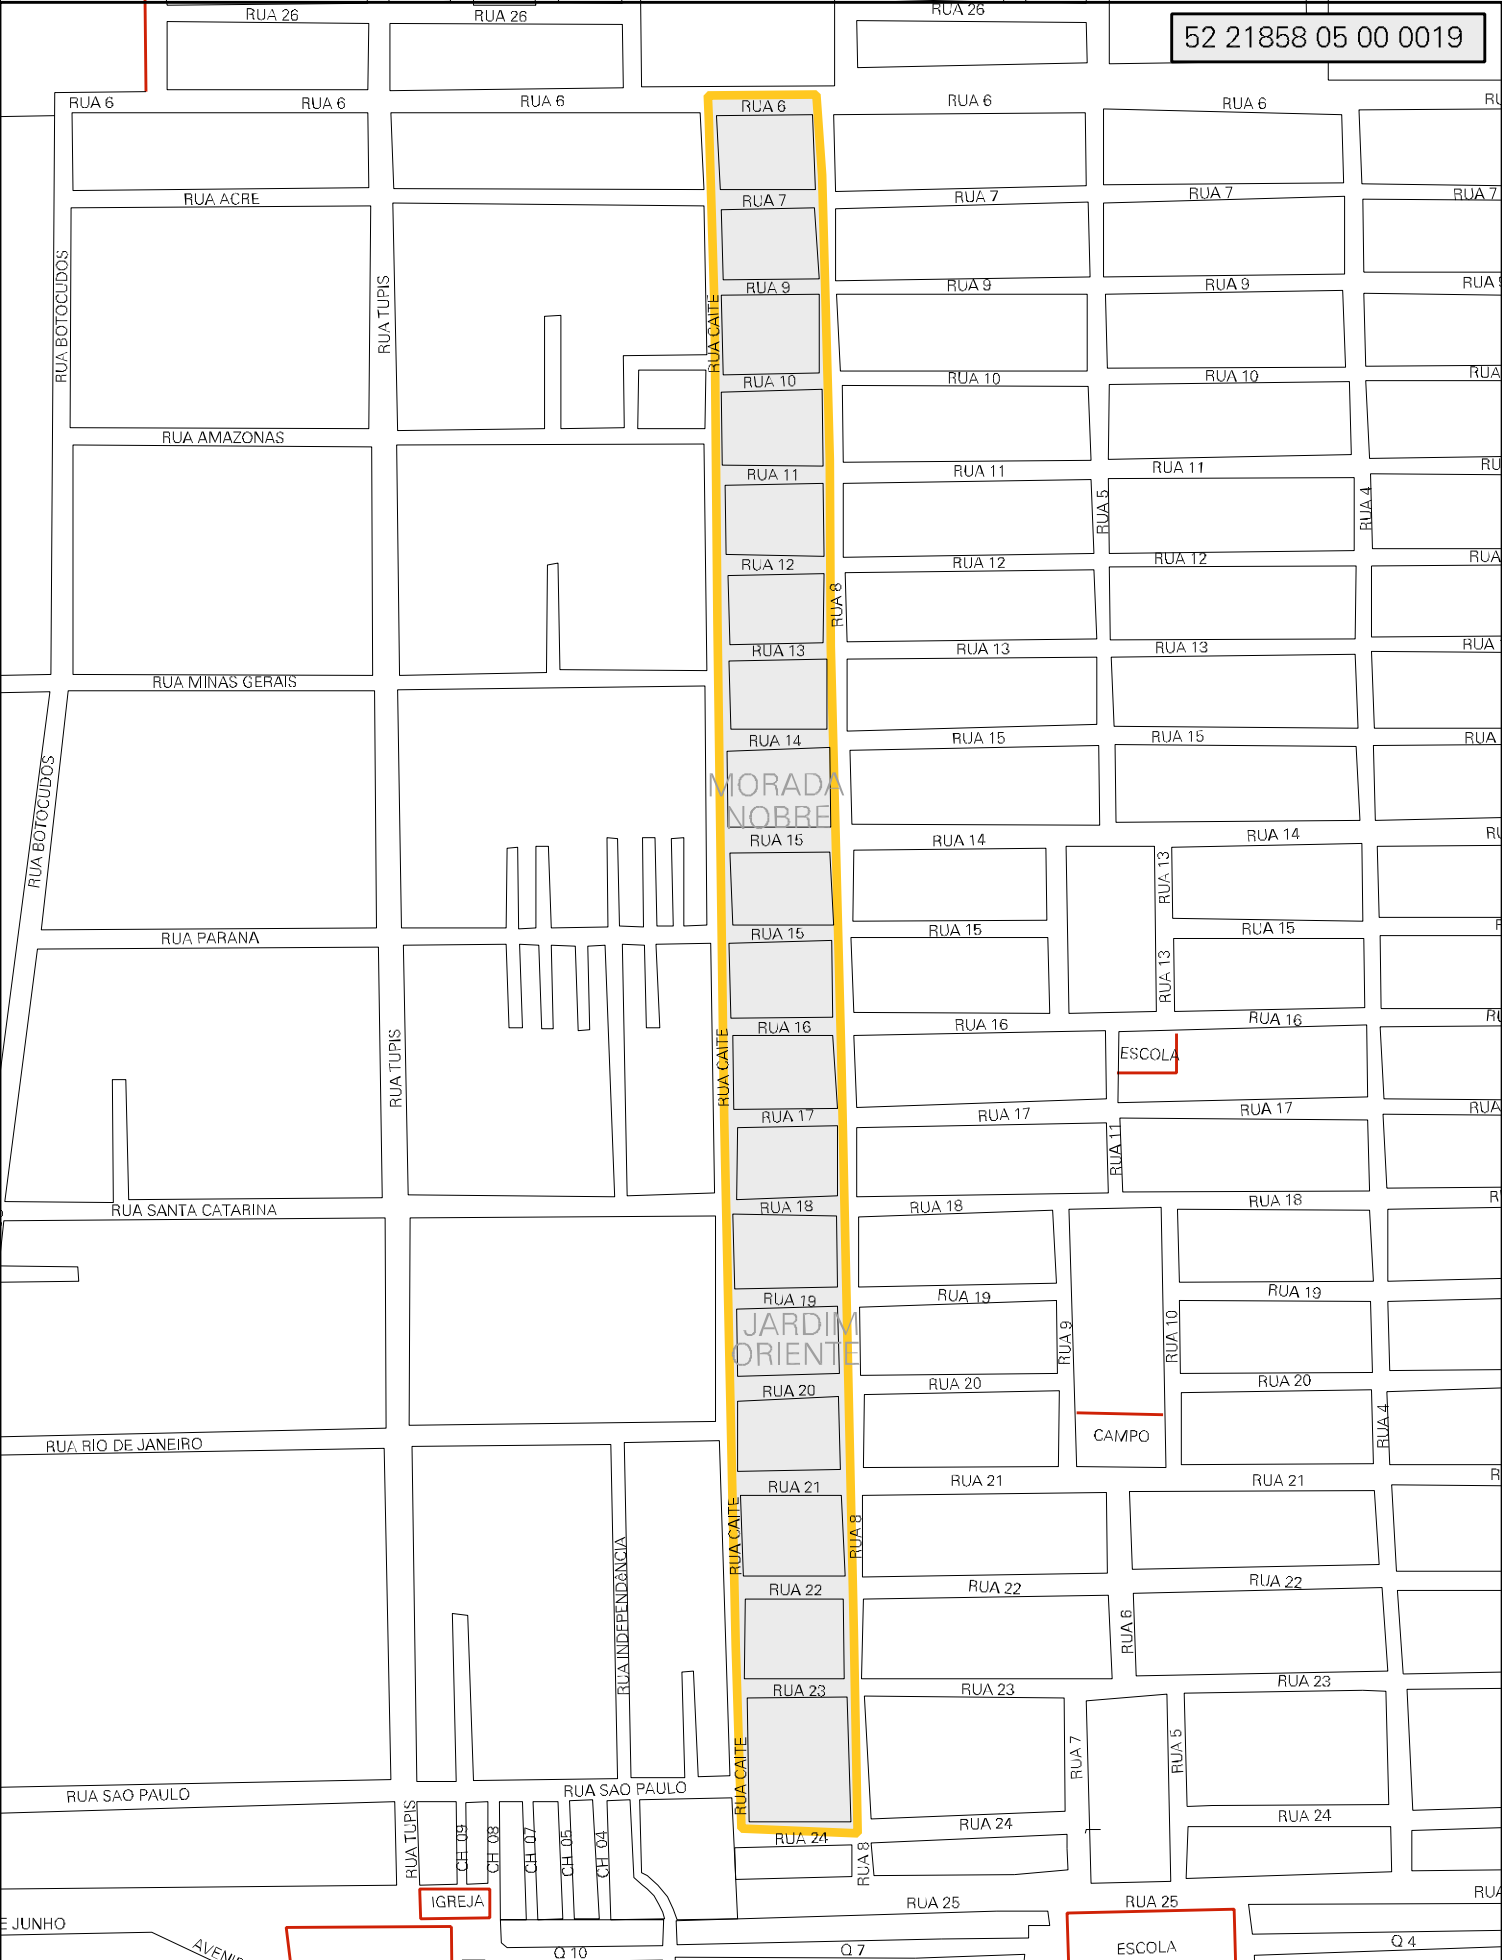 RUA 26
RUA 26
RUA 26
52 21858 05 00 0019
RUA 6
RUA 6
RUA 6
RUA 6
RUA 6
RUA 6
RUA ACRE
RUA 7
RUA 7
RUA 7
RUA 7
RUA BOTOCUDOS
RUA TUPIS
RUA CAITE
RUA 9
RUA 9
RUA 9
RUA 10
RUA 10
RUA 10
RUA AMAZONAS
RUA 11
RUA 11
RUA 11
RUA 5
RUA 4
RUA 12
RUA 12
RUA 12
RUA 8
RUA 13
RUA 13
RUA 13
RUA MINAS GERAIS
RUA 14
RUA 15
RUA 15
RUA BOTOCUDOS
MORADA
NOBRE
RUA 15
RUA 14
RUA 14
RUA 13
RUA PARANA
RUA 15
RUA 15
RUA 15
RUA 13
RUA 16
RUA 16
RUA 16
RUA TUPIS
RUA CAITE
ESCOLA
RUA 17
RUA 17
RUA 17
RUA 11
RUA SANTA CATARINA
RUA 18
RUA 18
RUA 18
RUA 19
RUA 19
RUA 19
JARDIM
ORIENTE
RUA 9
RUA 10
RUA 20
RUA 20
RUA 20
RUA 4
CAMPO
RUA RIO DE JANEIRO
RUA 21
RUA 21
RUA 21
RUA CAITE
RUA 8
RUA INDEPENDÂNCIA
RUA 22
RUA 22
RUA 22
RUA 6
RUA 23
RUA 23
RUA 23
RUA CAITE
RUA 7
RUA 5
RUA SAO PAULO
RUA SAO PAULO
RUA 24
RUA 24
RUA 24
RUA TUPIS
CH 09
CH 08
CH 07
CH 05
CH 04
RUA 8
IGREJA
RUA 25
RUA 25
E JUNHO
Q 10
Q 7
ESCOLA
Q 4